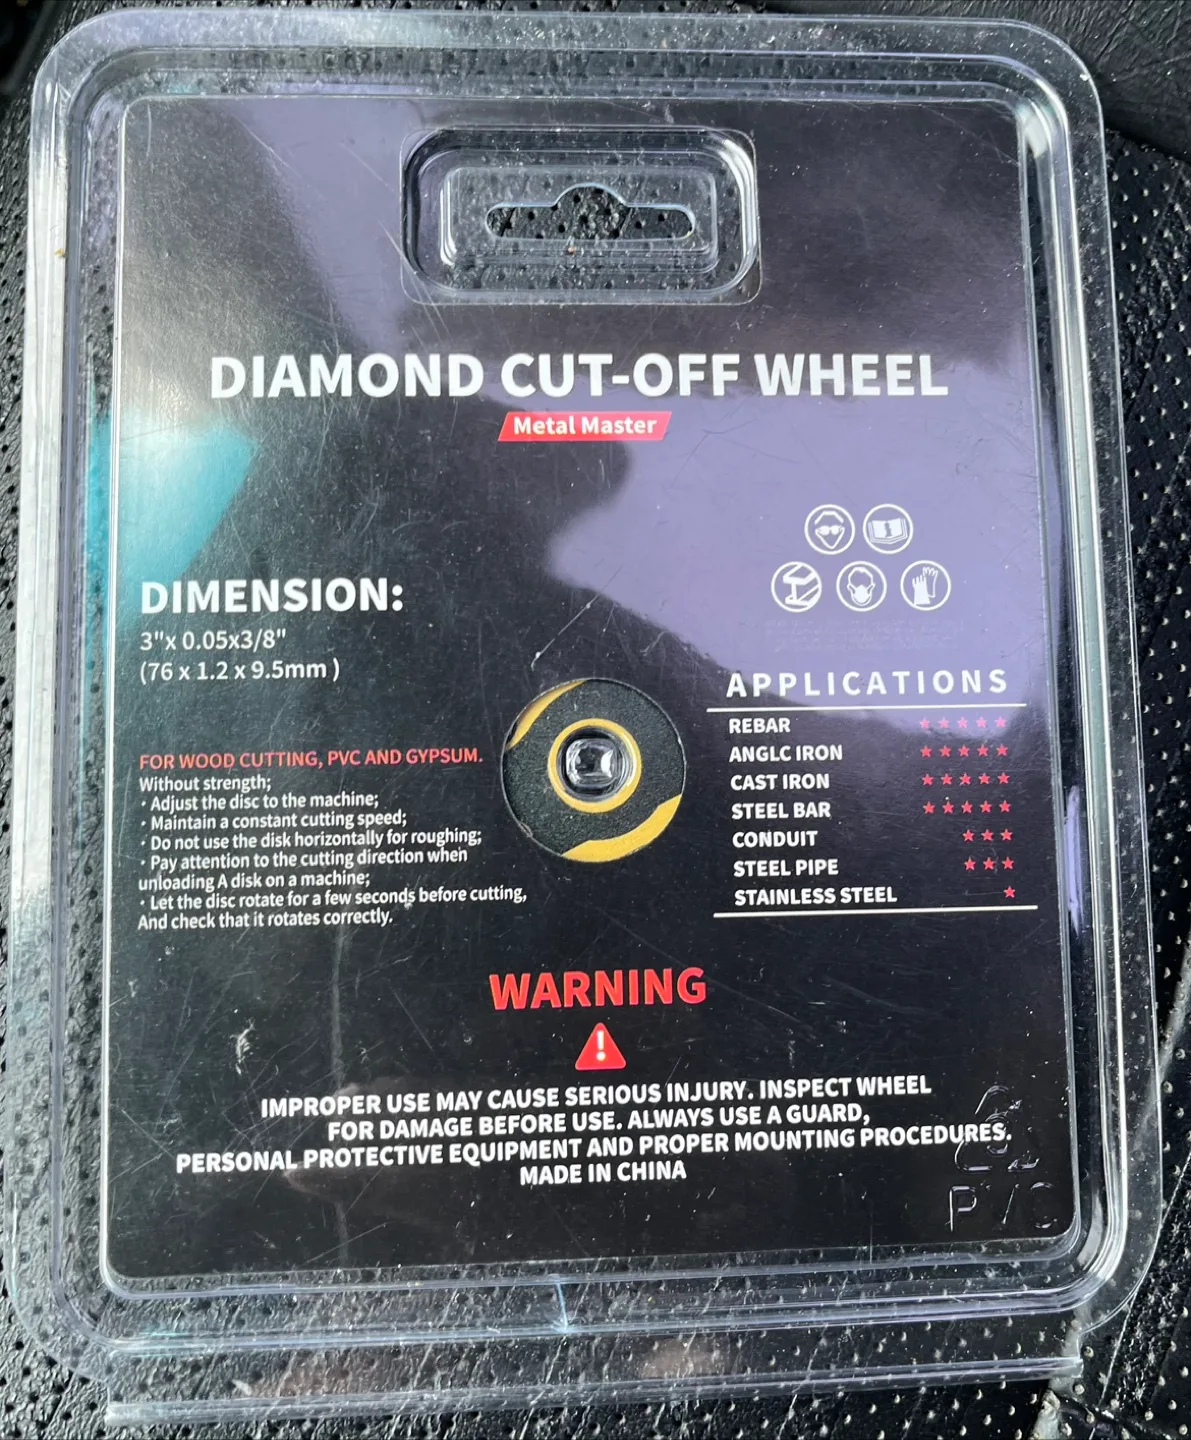 DIAMOND CUT-OFF WHEEL
Metal Master
DIMENSION:
3"x 0.05x3/8"
(76 x 1.2 x 9.5mm )
FOR WOOD CUTTING, PVC AND GYPSUM.
Without strength;
· Adjust the disc to the machine;
· Maintain a constant cutting speed;
· Do not use the disk horizontally for roughing;
· Pay attention to the cutting direction when
unloading A disk on a machine;
· Let the disc rotate for a few seconds before cutting,
And check that it rotates correctly.
APPLICATIONS
REBAR ★★★★★
ANGLC IRON ★★★★★
CAST IRON ★★★★★
STEEL BAR ★★★★★
CONDUIT ★★★
STEEL PIPE ★★★
STAINLESS STEEL ★
WARNING
IMPROPER USE MAY CAUSE SERIOUS INJURY. INSPECT WHEEL
FOR DAMAGE BEFORE USE. ALWAYS USE A GUARD,
PERSONAL PROTECTIVE EQUIPMENT AND PROPER MOUNTING PROCEDURES.
MADE IN CHINA
PVC